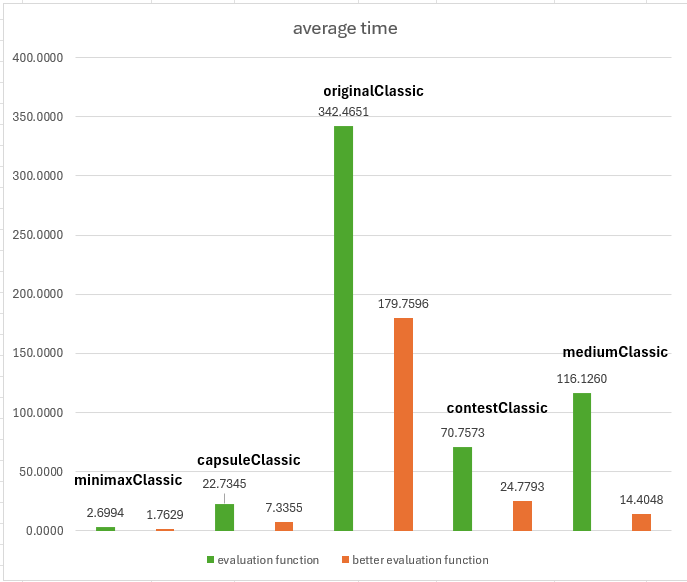 average time
400.0000
350.0000
300.0000
250.0000
200.0000
150.0000
100.0000
50.0000
0.0000
originalClassic
342.4651
179.7596
mediumClassic
116.1260
contestClassic
70.7573
capsuleClassic
22.7345
minimaxClassic
2.6994
1.7629
7.3355
24.7793
14.4048
evaluation function
better evaluation function